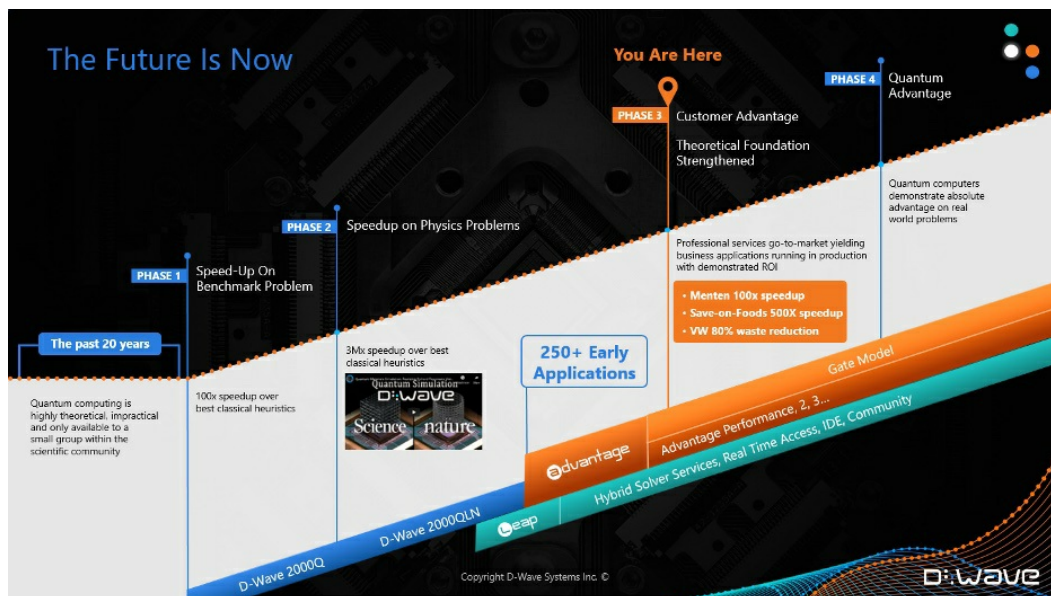 The Future Is Now
You Are Here
PHASE 4
Quantum
Advantage
PHASE 3
Customer Advantage
Theoretical Foundation
Strengthened
PHASE 2
Speedup on Physics Problems
PHASE 1
Speed-Up On
Benchmark Problem
Quantum computers
demonstrate absolute
advantage on real
world problems
Professional services go-to-market yielding
business applications running in production
with demonstrated ROI
• Menten 100x speedup
• Save-on-Foods 500X speedup
• VW 80% waste reduction
The past 20 years
Quantum computing is
highly theoretical, impractical
and only available to a
small group within the
scientific community
100x speedup over
best classical heuristics
3Mx speedup over best
classical heuristics
Quantum Simulation
D:wave
Science
nature
250+ Early
Applications
Gate Model
advantage
Advantage Performance, 2, 3...
Leap
Hybrid Solver Services, Real Time Access, IDE, Community
D-Wave 2000Q
D-Wave 2000QLN
Copyright D-Wave Systems Inc. ©
D:wave